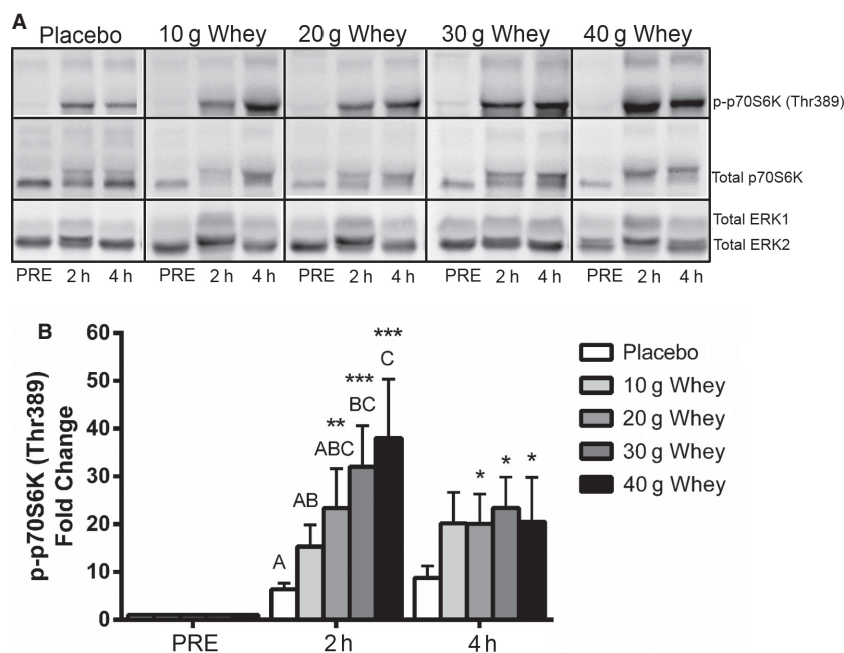 A
Placebo 10 g Whey 20 g Whey 30 g Whey 40 g Whey
p-p70S6K (Thr389)
Total p70S6K
Total ERK1
Total ERK2
PRE 2 h 4 h PRE 2 h 4 h PRE 2 h 4 h PRE 2 h 4 h PRE 2 h 4 h
B
p-p70S6K (Thr389)
Fold Change
60
50
40
30
20
10
0
A
AB
**
ABC
***
BC
***
C
*
*
*
PRE 2 h 4 h
Placebo
10 g Whey
20 g Whey
30 g Whey
40 g Whey